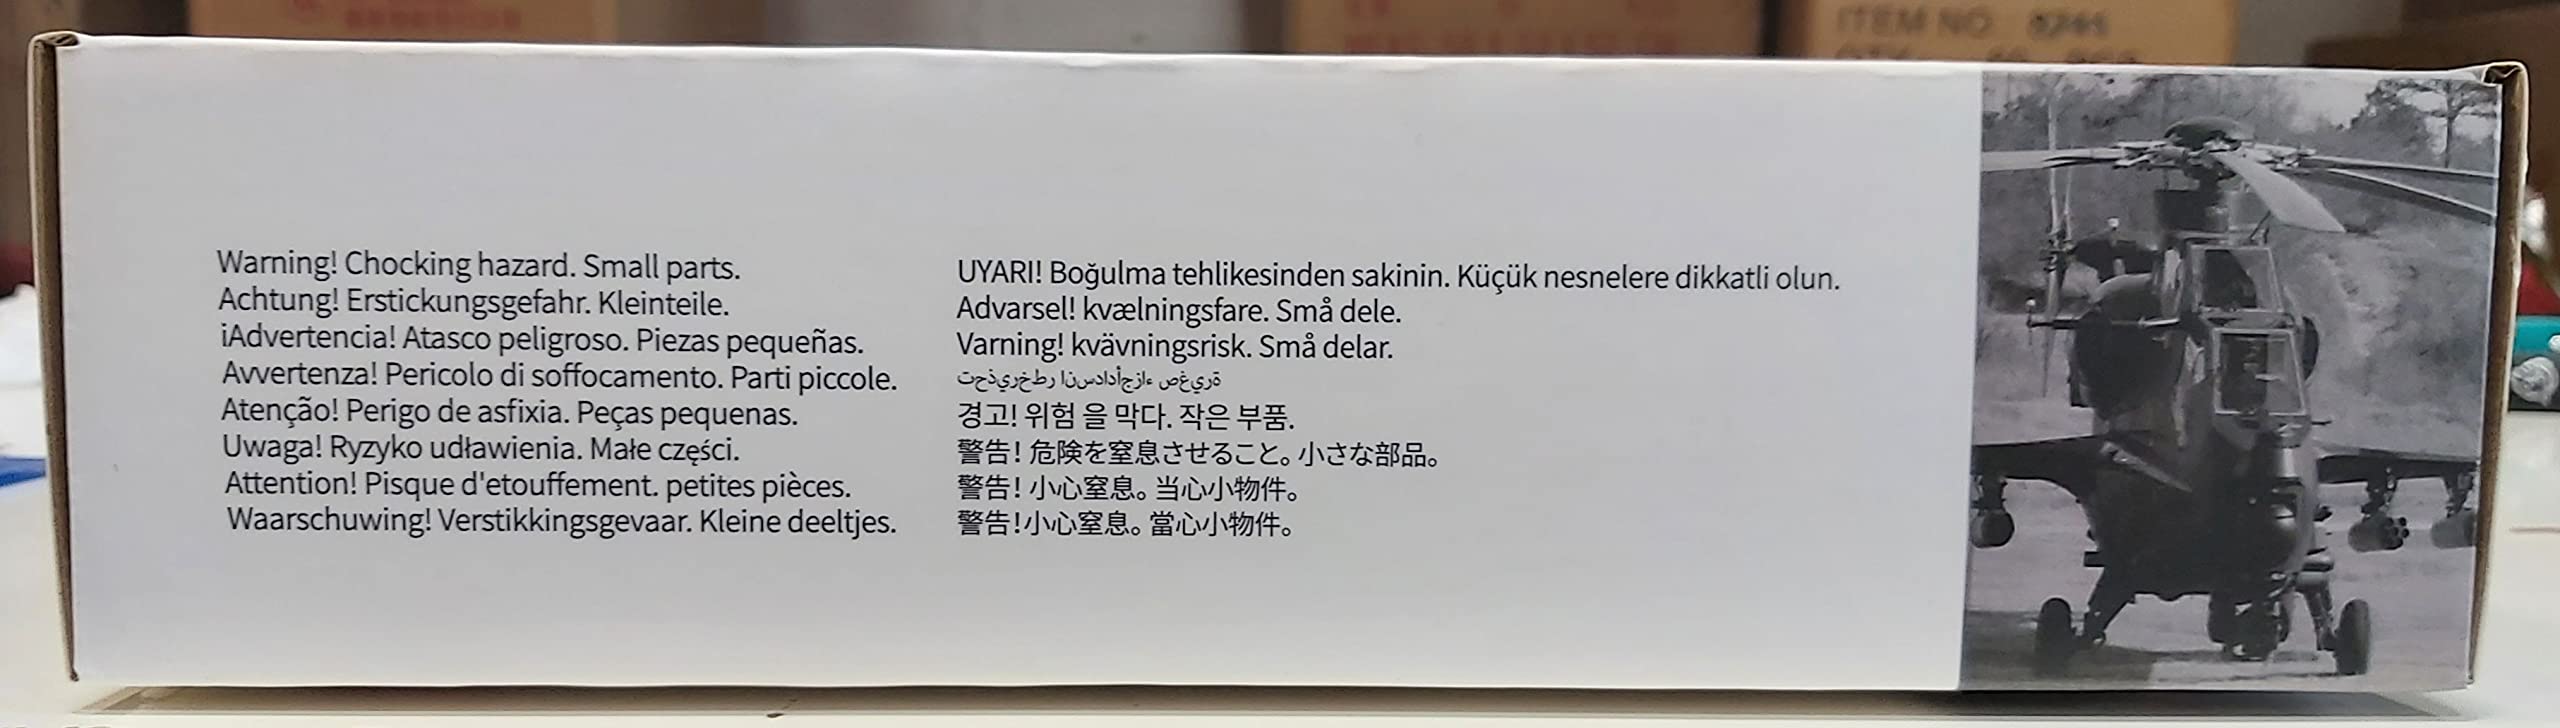 ITEM NO
Warning! Chocking hazard. Small parts.
Achtung! Erstickungsgefahr. Kleinteile.
iAdvertencia! Atasco peligroso. Piezas pequeñas.
Avvertenza! Pericolo di soffocamento. Parti piccole.
Atenção! Perigo de asfixia. Peças pequenas.
Uwaga! Ryzyko udławienia. Małe części.
Attention! Pisque d'etouffement. petites pièces.
Waarschuwing! Verstikkingsgevaar. Kleine deeltjes.
UYARI! Boğulma tehlikesinden sakinin. Küçük nesnelere dikkatli olun.
Advarsel! kvælningsfare. Små dele.
Varning! kvävningsrisk. Små delar.
경고! 위험 을 막다. 작은 부품.
警告! 危険を窒息させること。小さな部品。
警告! 小心窒息。当心小物件。
警告!小心窒息。當心小物件。